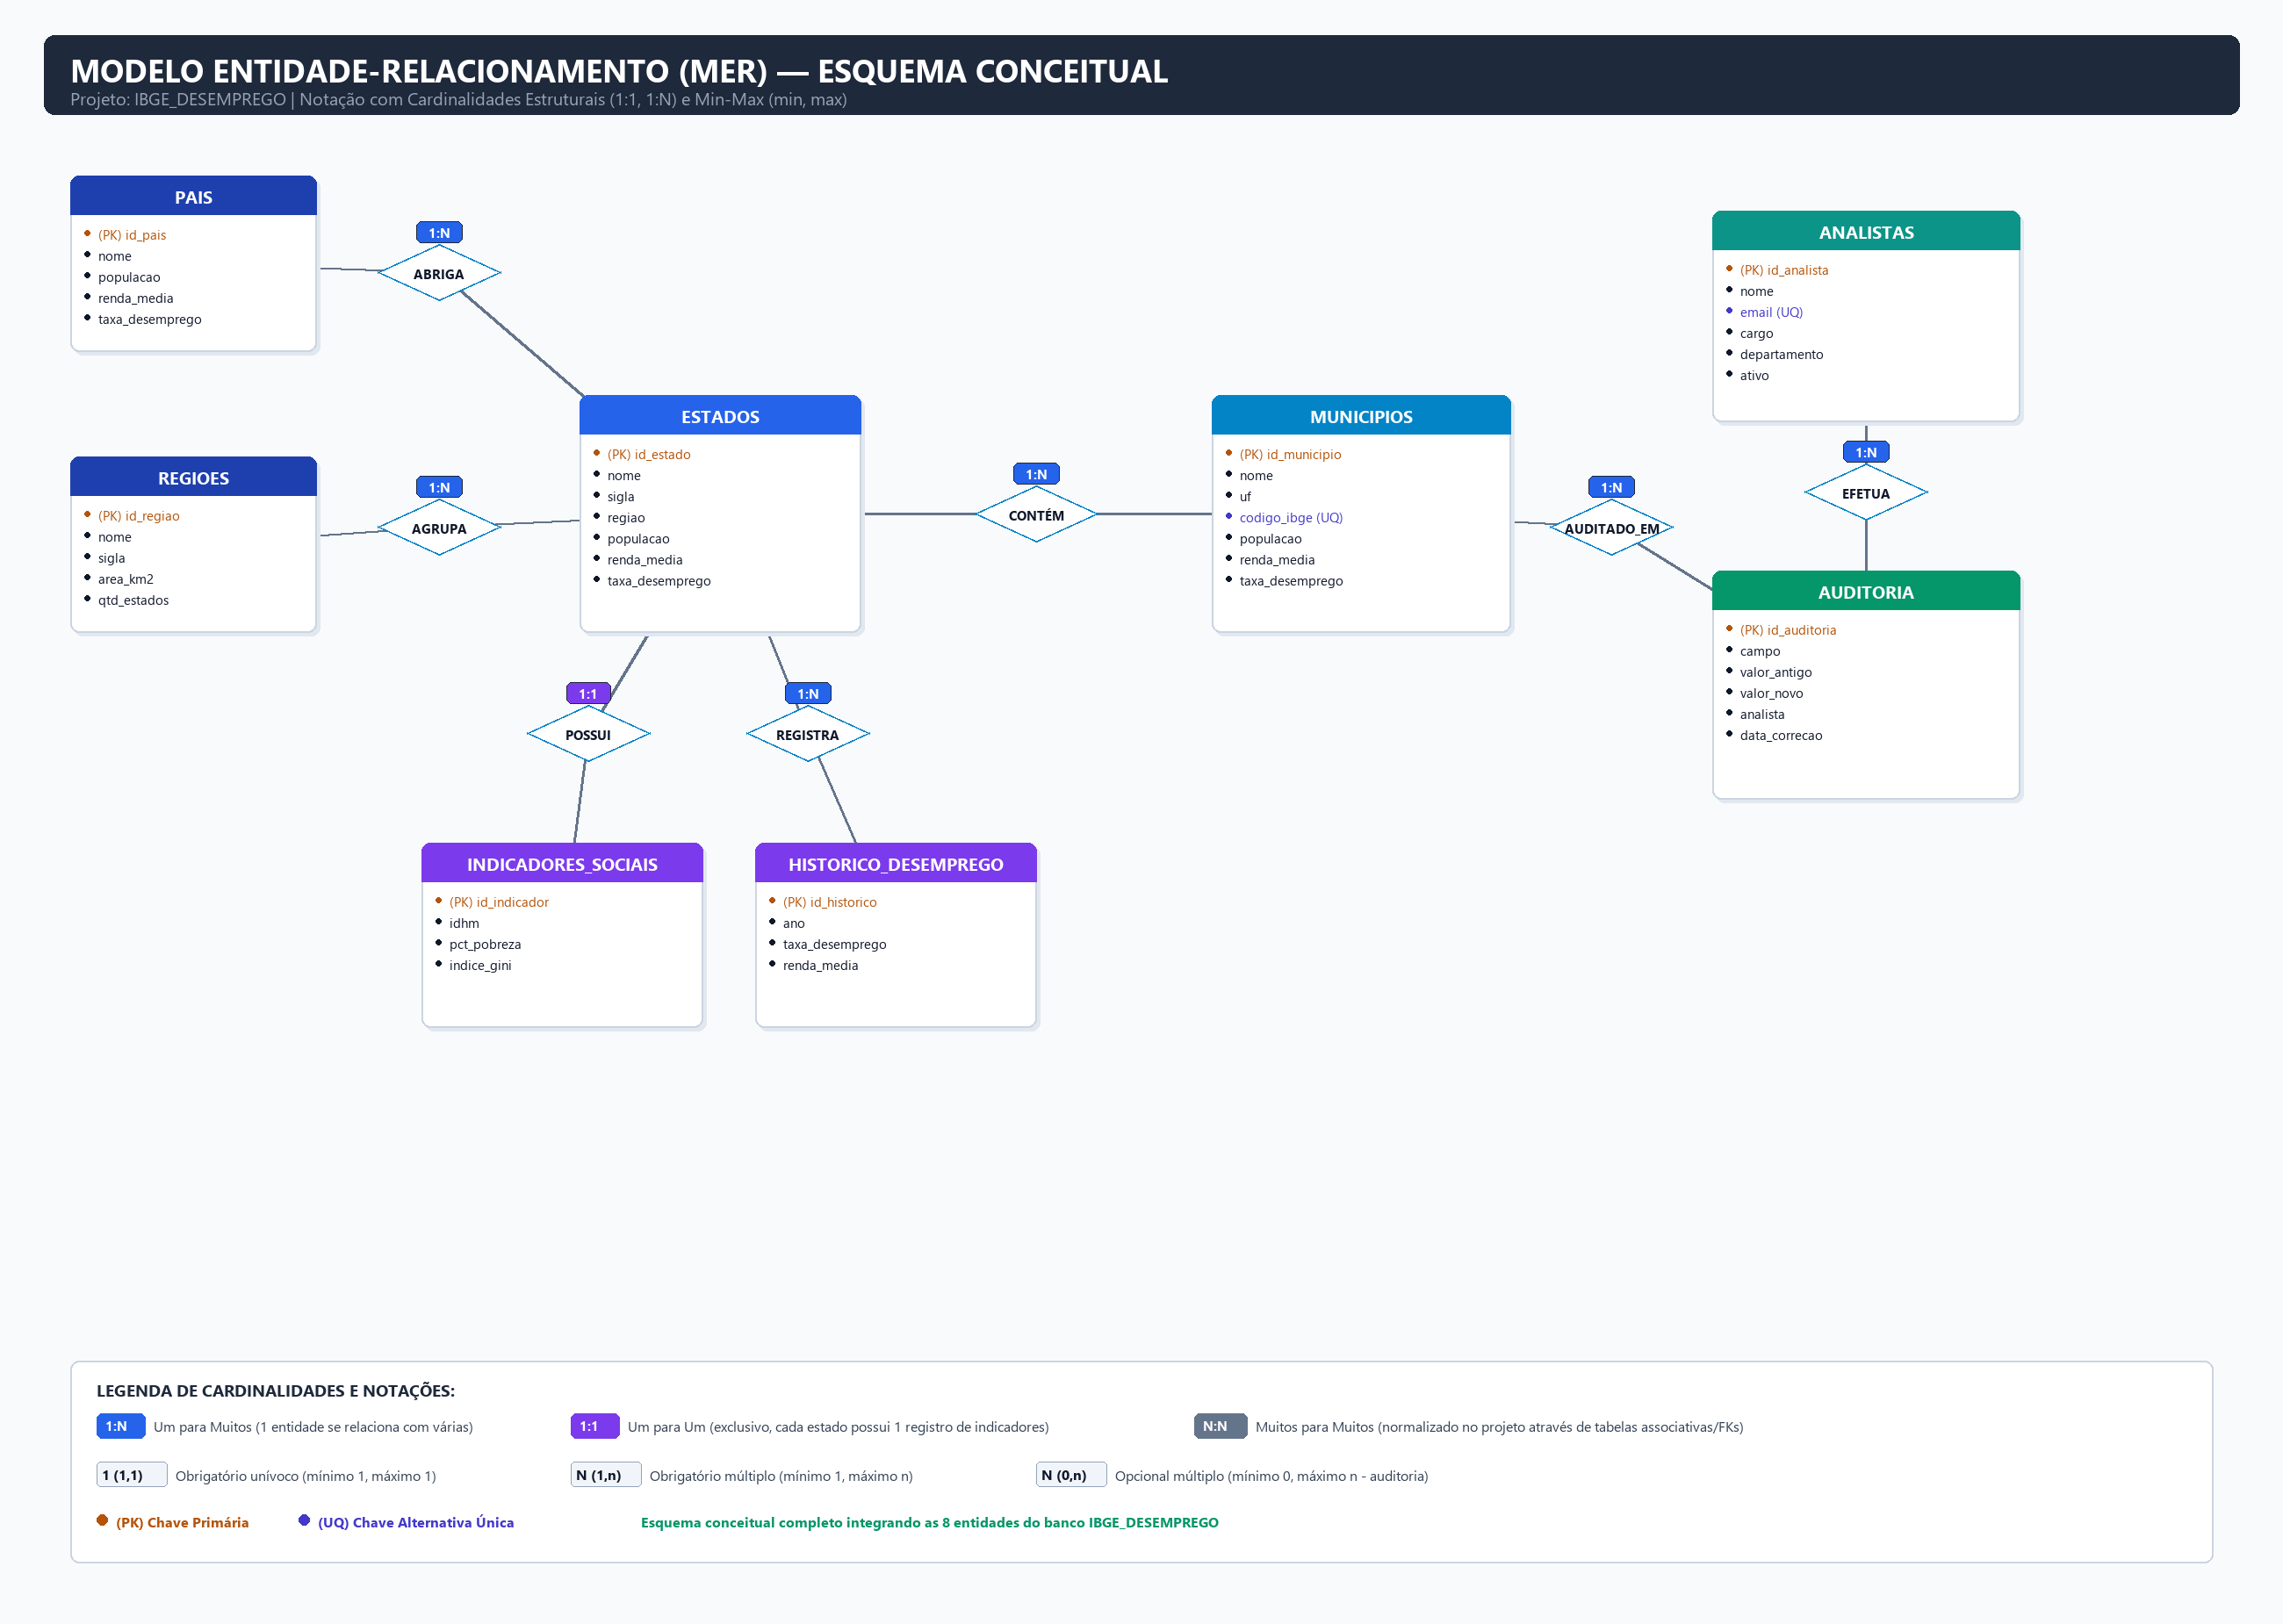 MODELO ENTIDADE-RELACIONAMENTO (MER) — ESQUEMA CONCEITUAL
Projeto: IBGE_DESEMPREGO | Notação com Cardinalidades Estruturais (1:1, 1:N) e Min-Max (min, max)
PAIS
(PK) id_pais
nome
populacao
renda_media
taxa_desemprego
1:N
ABRIGA
REGIOES
(PK) id_regiao
nome
sigla
area_km2
qtd_estados
1:N
AGRUPA
ESTADOS
(PK) id_estado
nome
sigla
regiao
populacao
renda_media
taxa_desemprego
1:N
CONTÉM
MUNICIPIOS
(PK) id_municipio
nome
uf
codigo_ibge (UQ)
populacao
renda_media
taxa_desemprego
1:N
AUDITADO_EM
ANALISTAS
(PK) id_analista
nome
email (UQ)
cargo
departamento
ativo
1:N
EFETUA
AUDITORIA
(PK) id_auditoria
campo
valor_antigo
valor_novo
analista
data_correcao
1:1
POSSUI
1:N
REGISTRA
INDICADORES_SOCIAIS
(PK) id_indicador
idhm
pct_pobreza
indice_gini
HISTORICO_DESEMPREGO
(PK) id_historico
ano
taxa_desemprego
renda_media
LEGENDA DE CARDINALIDADES E NOTAÇÕES:
1:N Um para Muitos (1 entidade se relaciona com várias)
1:1 Um para Um (exclusivo, cada estado possui 1 registro de indicadores)
N:N Muitos para Muitos (normalizado no projeto através de tabelas associativas/FKs)
1 (1,1) Obrigatório unívoco (mínimo 1, máximo 1)
N (1,n) Obrigatório múltiplo (mínimo 1, máximo n)
N (0,n) Opcional múltiplo (mínimo 0, máximo n - auditoria)
(PK) Chave Primária
(UQ) Chave Alternativa Única
Esquema conceitual completo integrando as 8 entidades do banco IBGE_DESEMPREGO